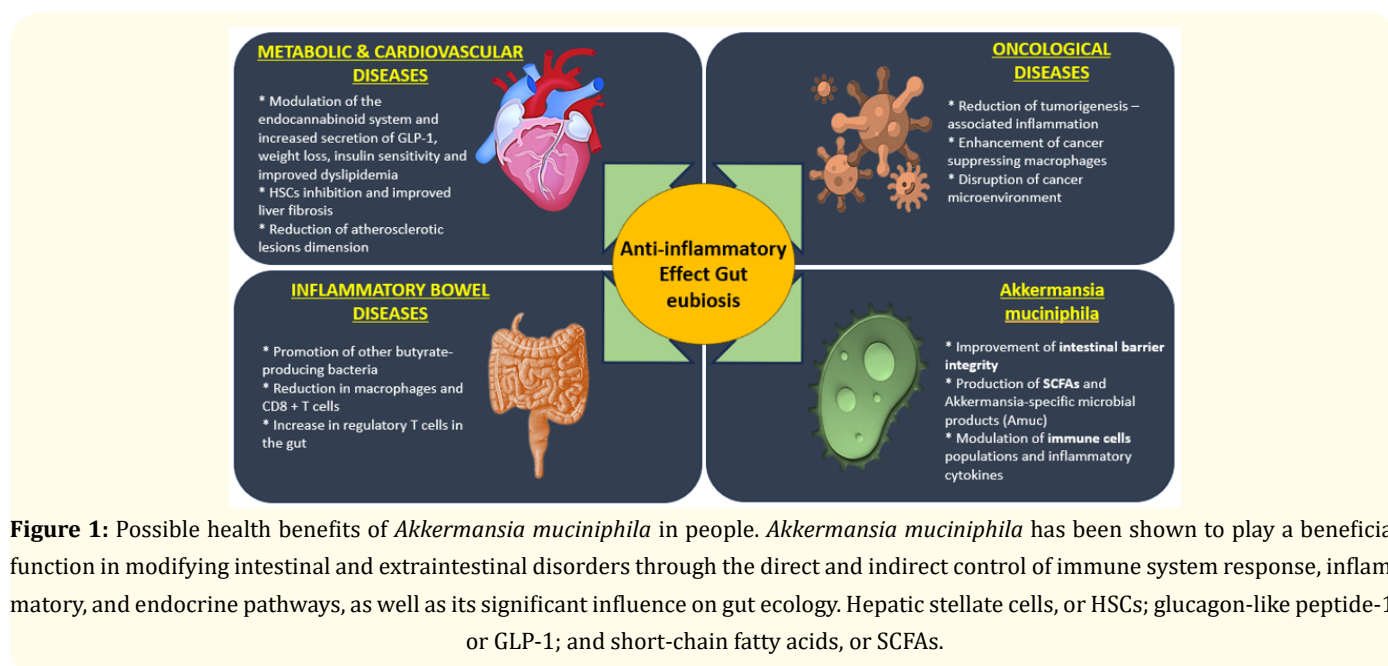 METABOLIC & CARDIOVASCULAR
DISEASES
* Modulation of the
endocannabinoid system and
increased secretion of GLP-1,
weight loss, insulin sensitivity and
improved dyslipidemia
* HSCs inhibition and improved
liver fibrosis
* Reduction of atherosclerotic
lesions dimension
ONCOLOGICAL
DISEASES
* Reduction of tumorigenesis –
associated inflammation
* Enhancement of cancer
suppressing macrophages
* Disruption of cancer
microenvironment
Anti-inflammatory
Effect Gut
eubiosis
INFLAMMATORY BOWEL
DISEASES
* Promotion of other butyrate-
producing bacteria
* Reduction in macrophages and
CD8 + T cells
* Increase in regulatory T cells in
the gut
Akkermansia
muciniphila
* Improvement of intestinal barrier
integrity
* Production of SCFAs and
Akkermansia-specific microbial
products (Amuc)
* Modulation of immune cells
populations and inflammatory
cytokines
Figure 1: Possible health benefits of Akkermansia muciniphila in people. Akkermansia muciniphila has been shown to play a beneficia
function in modifying intestinal and extraintestinal disorders through the direct and indirect control of immune system response, inflam
matory, and endocrine pathways, as well as its significant influence on gut ecology. Hepatic stellate cells, or HSCs; glucagon-like peptide-1
or GLP-1; and short-chain fatty acids, or SCFAs.